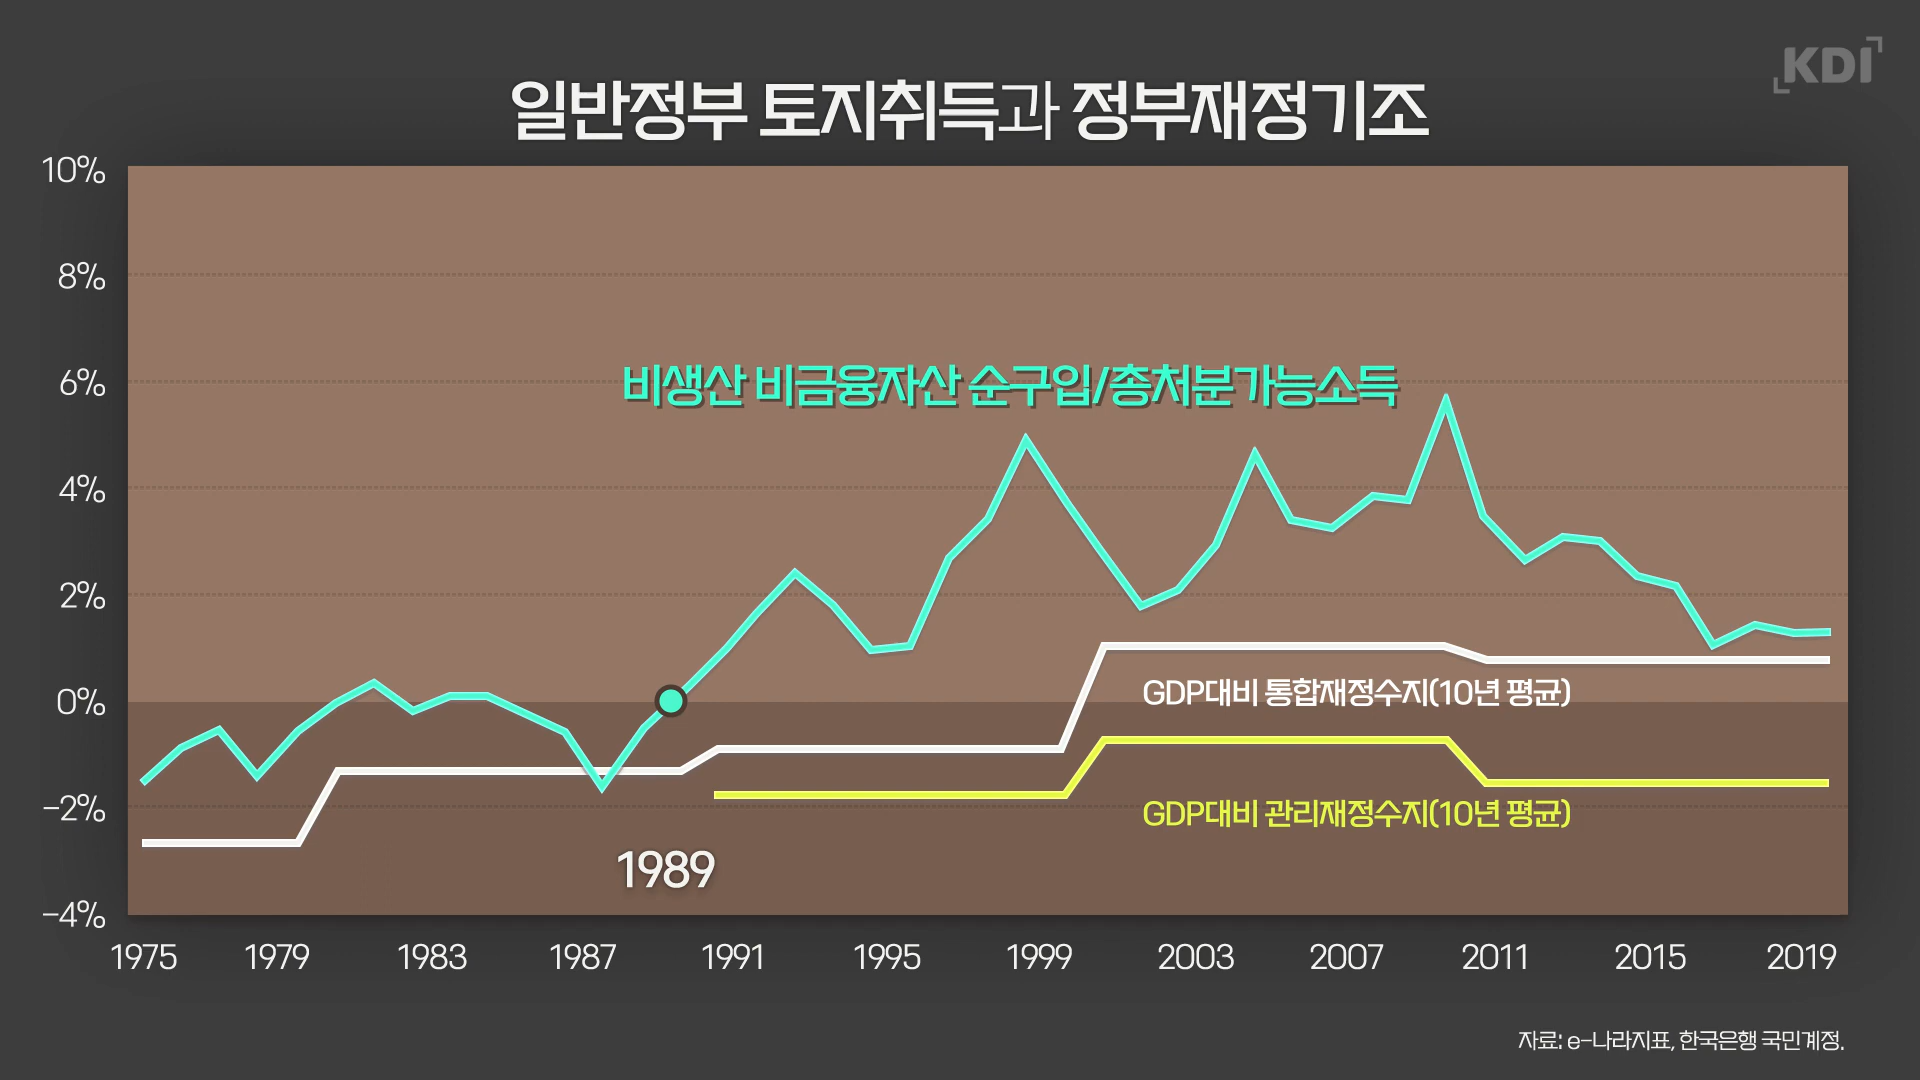 KDI
일반정부 토지취득과 정부재정기조
10%
8%
6%
4%
2%
0%
-2%
-4%
비생산 비금융자산 순구입/총처분가능소득
GDP대비 통합재정수지(10년 평균)
GDP대비 관리재정수지(10년 평균)
1989
1975 1979 1983 1987 1991 1995 1999 2003 2007 2011 2015 2019
자료: e-나라지표, 한국은행 국민계정.